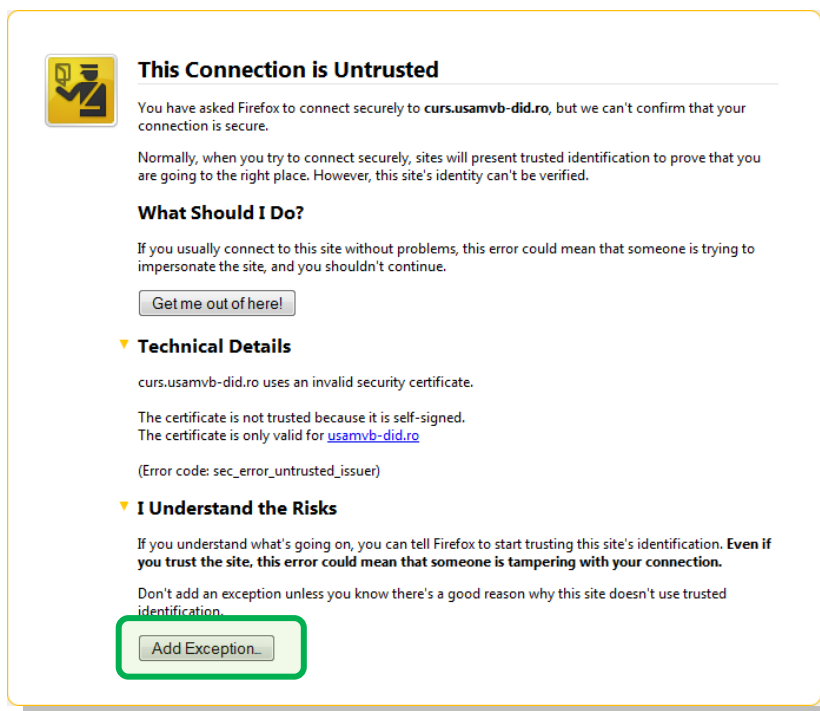 This Connection is Untrusted
You have asked Firefox to connect securely to curs.usamvb-did.ro, but we can't confirm that your
connection is secure.
Normally, when you try to connect securely, sites will present trusted identification to prove that you
are going to the right place. However, this site's identity can't be verified.
What Should I Do?
If you usually connect to this site without problems, this error could mean that someone is trying to
impersonate the site, and you shouldn't continue.
Get me out of here!
Technical Details
curs.usamvb-did.ro uses an invalid security certificate.
The certificate is not trusted because it is self-signed.
The certificate is only valid for usamvb-did.ro
(Error code: sec_error_untrusted_issuer)
I Understand the Risks
If you understand what's going on, you can tell Firefox to start trusting this site's identification. Even if
you trust the site, this error could mean that someone is tampering with your connection.
Don't add an exception unless you know there's a good reason why this site doesn't use trusted
identification.
Add Exception...